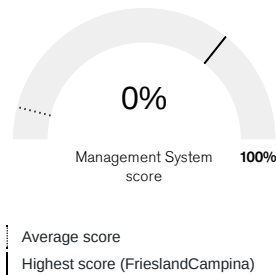 0%
Management System 100%
score
Average score
Highest score (FrieslandCampina)